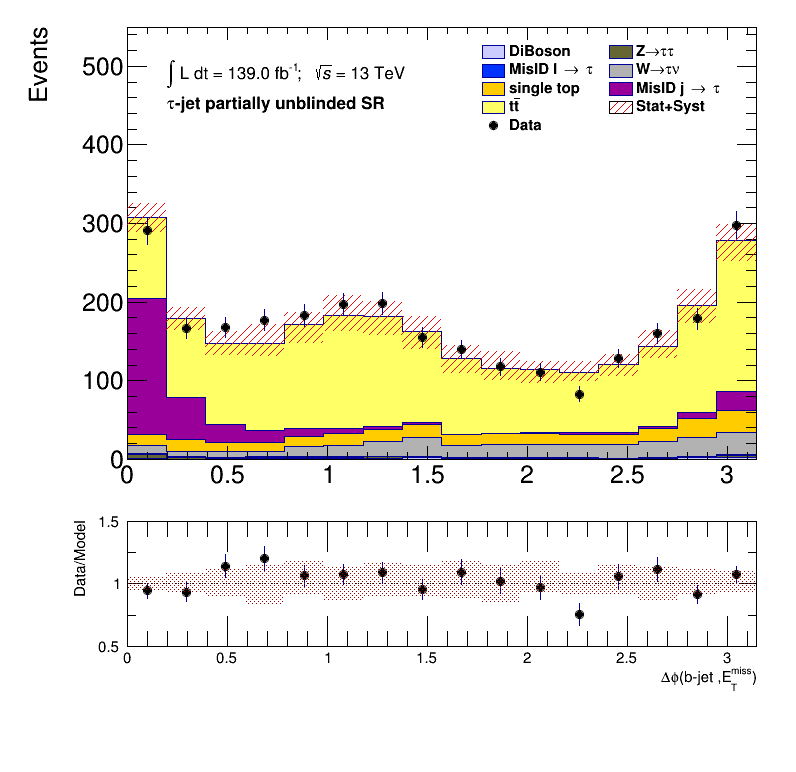 Events
500
400
300
200
100
0
∫ L dt = 139.0 fb⁻¹; √s = 13 TeV
τ-jet partially unblinded SR
DiBoson
MisID l → τ
single top
tt̄
Data
Z→ττ
W→τν
MisID j → τ
Stat+Syst
0 0.5 1 1.5 2 2.5 3
Data/Model
1.5
1
0.5
0 0.5 1 1.5 2 2.5 3
Δϕ(b-jet ,E_T^miss)